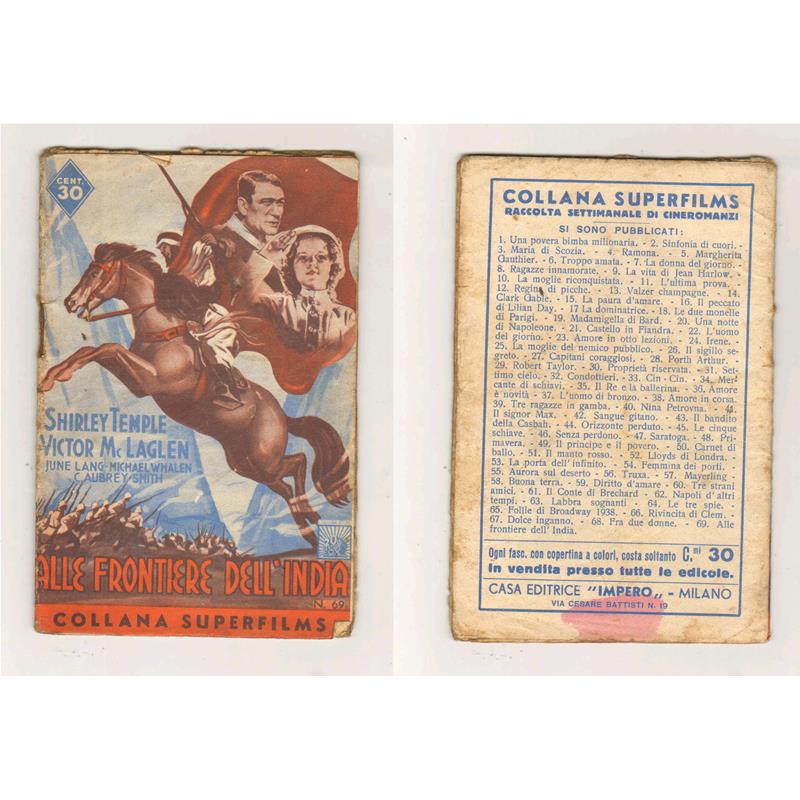 CENT.
30
SHIRLEY TEMPLE
VICTOR MC LAGLEN
JUNE LANG-MICHAEL WHALEN
C. AUBREY SMITH
ALLE FRONTIERE DELL'INDIA
N. 69
COLLANA SUPERFILMS
COLLANA SUPERFILMS
RACCOLTA SETTIMANALE DI CINEROMANZI
SI SONO PUBBLICATI:
1. Una povera bimba milionaria. - 2. Sinfonia di cuori. -
3. Maria di Scozia. - 4. Ramona. - 5. Margherita
Gauthier. - 6. Troppo amata. - 7. La donna del giorno. -
8. Ragazze innamorate. - 9. La vita di Jean Harlow. -
10. La moglie riconquistata. - 11. L'ultima prova. -
12. Regina di picche. - 13. Valzer champagne. - 14.
Clark Gable. - 15. La paura d'amare. - 16. Il peccato
di Lilian Day. - 17 La dominatrice. - 18. Le due monelle
di Parigi. - 19. Madamigella di Bard. - 20. Una notte
di Napoleone. - 21. Castello in Fiandra. - 22. L'uomo
del giorno. - 23. Amore in otto lezioni. - 24. Irene. -
25. La moglie del nemico pubblico. - 26. Il sigillo se-
greto. - 27. Capitani coraggiosi. - 28. Porth Arthur. -
29. Robert Taylor. - 30. Proprietà riservata. - 31. Set-
timo cielo. - 32. Condottieri. - 33. Cin - Cin. - 34. Mer-
cante di schiavi. - 35. Il Re e la ballerina. - 36. Amore
è novità. - 37. L'uomo di bronzo. - 38. Amore in corsa.
39. Tre ragazze in gamba. - 40. Nina Petrovna. - 41.
Il signor Max. - 42. Sangue gitano. - 43. Il bandito
della Casbah. - 44. Orizzonte perduto. - 45. Le cinque
schiave. - 46. Senza perdono. - 47. Saratoga. - 48. Pri-
mavera. - 49. Il principe e il povero. - 50. Carnet di
ballo. - 51. Il manto rosso. - 52. Lloyds di Londra. -
53. La porta dell'infinito. - 54. Femmina dei porti. -
55. Aurora sul deserto - 56. Truxa. - 57. Mayerling -
58. Buona terra. - 59. Diritto d'amare - 60. Tre strani
amici. - 61. Il Conte di Brechard - 62. Napoli d'altri
tempi. - 63. Labbra sognanti - 64. Le tre spie. -
65. Follie di Broadway 1938. - 66. Rivincita di Clem. -
67. Dolce inganno. - 68. Fra due donne. - 69. Alle
frontiere dell'India.
Ogni fasc. con copertina a colori, costa soltanto C.mi 30
In vendita presso tutte le edicole.
CASA EDITRICE "IMPERO" - MILANO
VIA CESARE BATTISTI N. 19